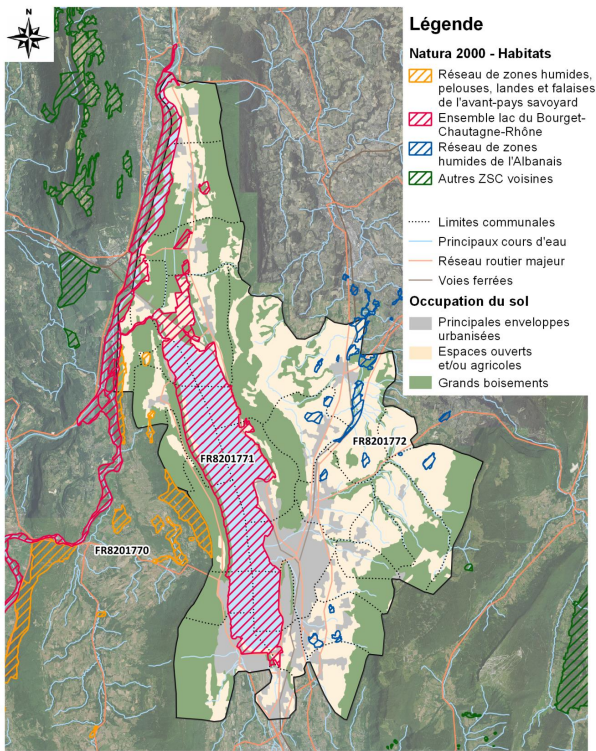 N
Légende
Natura 2000 - Habitats
Réseau de zones humides,
pelouses, landes et falaises
de l'avant-pays savoyard
Ensemble lac du Bourget-
Chautagne-Rhône
Réseau de zones
humides de l'Albanais
Autres ZSC voisines
Limites communales
Principaux cours d'eau
Réseau routier majeur
Voies ferrées
Occupation du sol
Principales enveloppes
urbanisées
Espaces ouverts
et/ou agricoles
Grands boisements
FR8201772
FR8201771
FR8201770